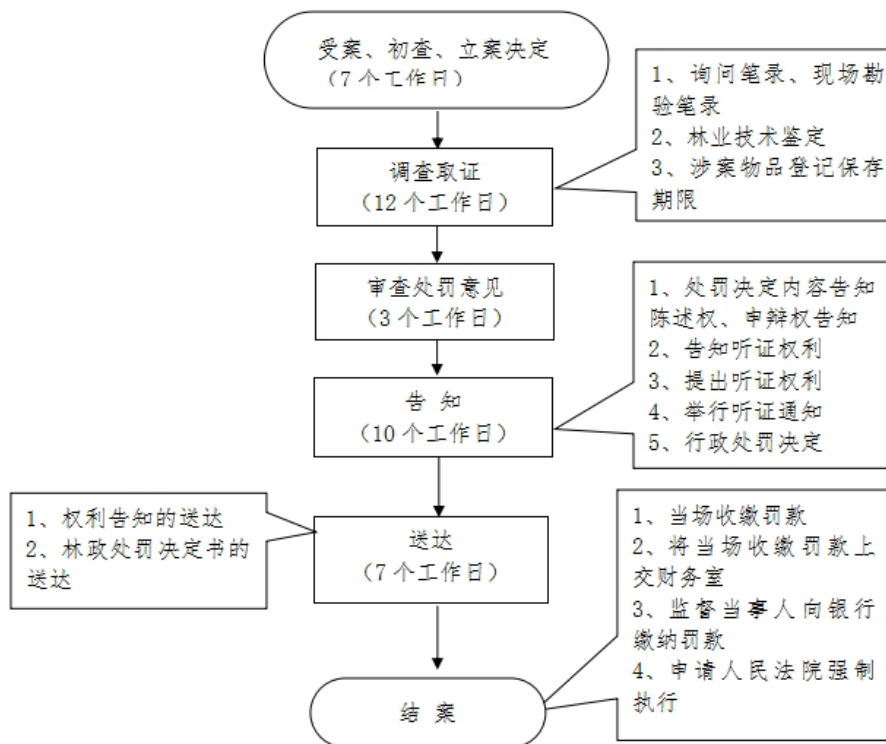 受案、初查、立案决定
（7 个工作日）
1、询问笔录、现场勘
验笔录
2、林业技术鉴定
3、涉案物品登记保存
期限
调查取证
（12 个工作日）
审查处罚意见
（3 个工作日）
1、处罚决定内容告知
陈述权、申辩权告知
2、告知听证权利
3、提出听证权利
4、举行听证通知
5、行政处罚决定
告 知
（10 个工作日）
1、权利告知的送达
2、林政处罚决定书的
送达
送达
（7 个工作日）
1、当场收缴罚款
2、将当场收缴罚款上
交财务室
3、监督当事人向银行
缴纳罚款
4、申请人民法院强制
执行
结 案